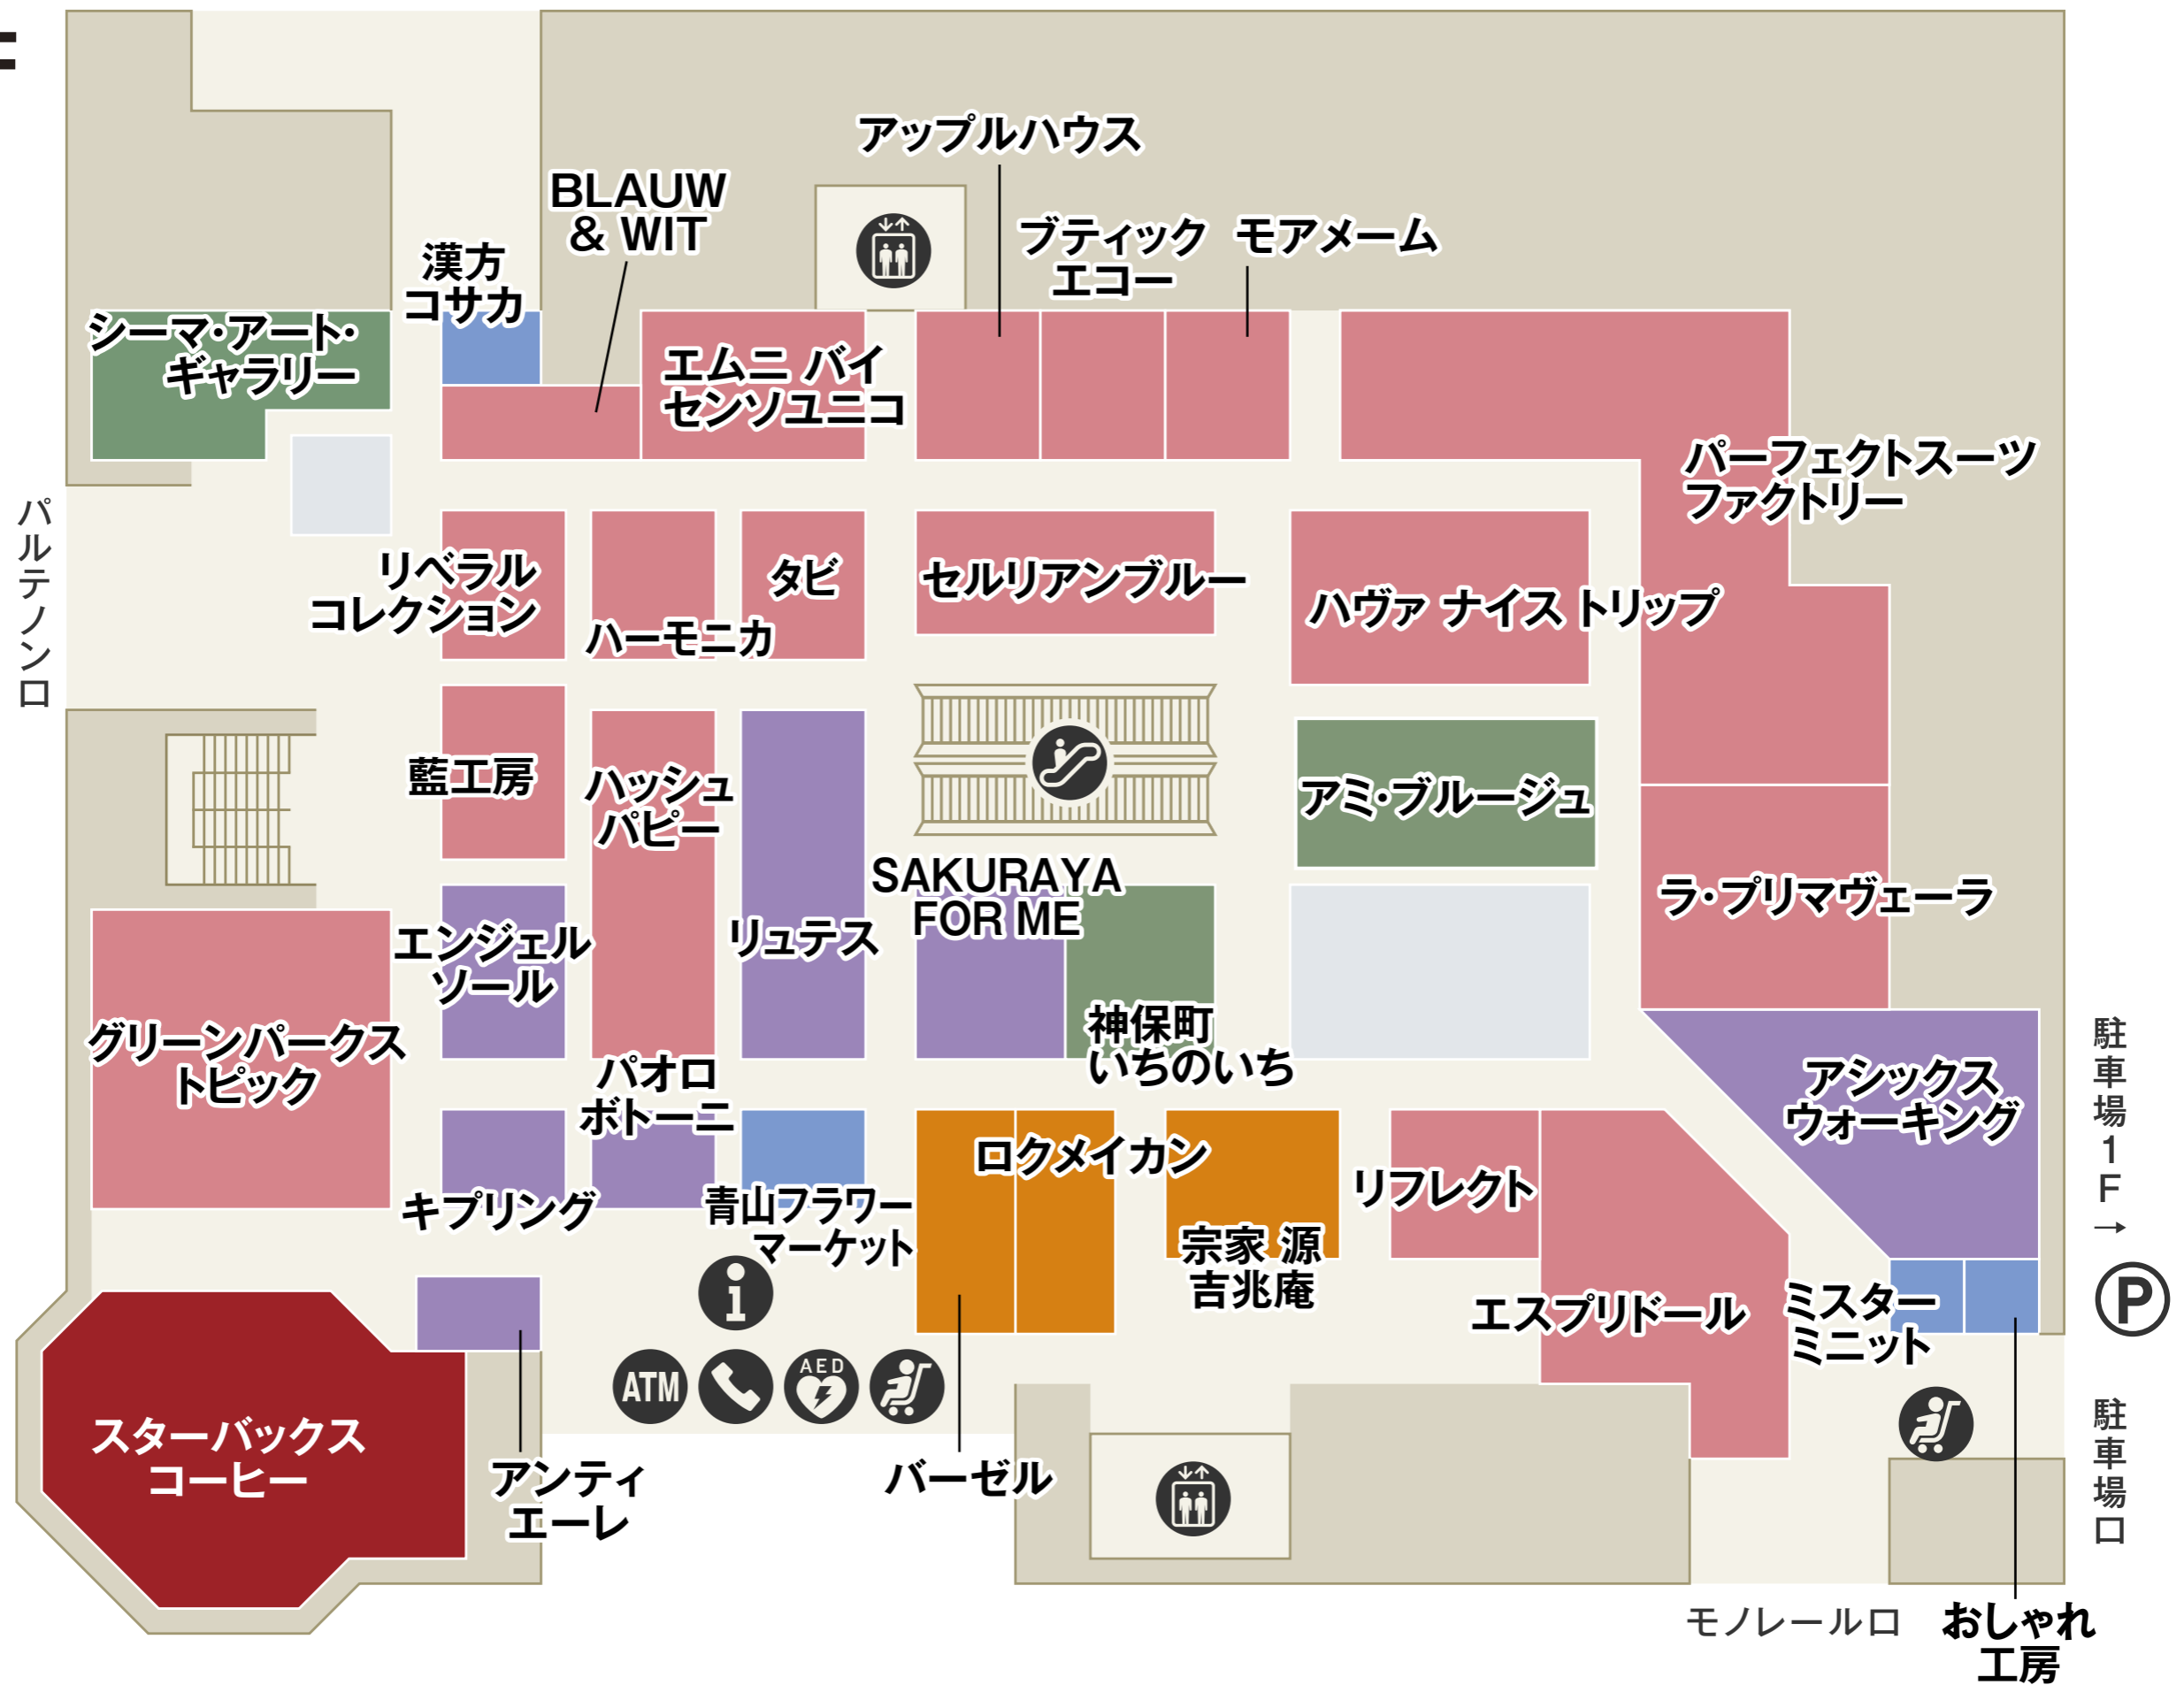 アップルハウス
BLAUW
& WIT
ブティック
エコー
モアメーム
漢方
コサカ
シーマ・アート・
ギャラリー
エムニ バイ
センソユニコ
パーフェクトスーツ
ファクトリー
パルテノン口
リベラル
コレクション
ハーモニカ
タビ
セルリアンブルー
ハヴァ ナイス トリップ
藍工房
ハッシュ
パピー
アミ・ブルージュ
SAKURAYA
FOR ME
ラ・プリマヴェーラ
エンジェル
ソール
リュテス
グリーンパークス
トピック
神保町
いちのいち
パオロ
ボトーニ
アシックス
ウォーキング
駐車場1F→
キプリング
青山フラワー
マーケット
ロクメイカン
宗家 源
吉兆庵
リフレクト
エスプリドール
ミスター
ミニット
P
i
ATM
AED
スターバックス
コーヒー
アンティ
エーレ
バーゼル
駐車場口
モノレール口
おしゃれ
工房